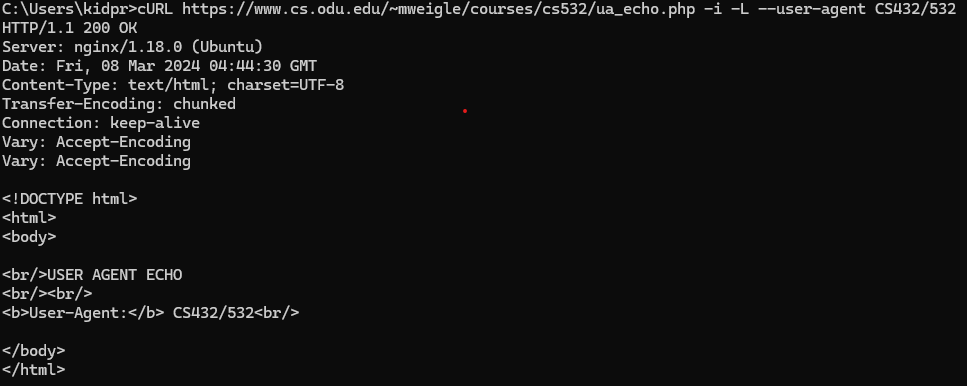 C:\Users\kidpr>cURL https://www.cs.odu.edu/~mweigle/courses/cs532/ua_echo.php -i -L --user-agent CS432/532
HTTP/1.1 200 OK
Server: nginx/1.18.0 (Ubuntu)
Date: Fri, 08 Mar 2024 04:44:30 GMT
Content-Type: text/html; charset=UTF-8
Transfer-Encoding: chunked
Connection: keep-alive
Vary: Accept-Encoding
Vary: Accept-Encoding

<!DOCTYPE html>
<html>
<body>

<br/>USER AGENT ECHO
<br/><br/>
<b>User-Agent:</b> CS432/532<br/>

</body>
</html>